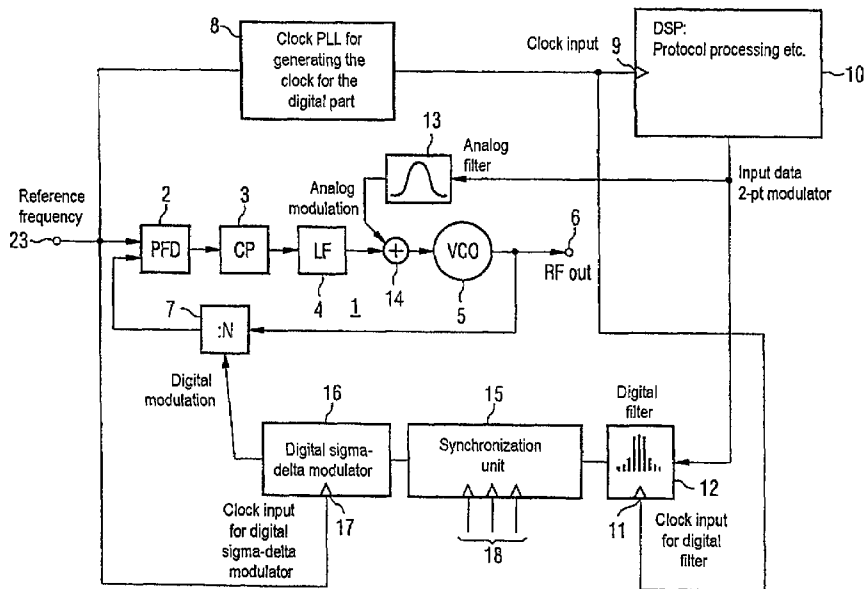 8
Clock PLL for
generating the
clock for the
digital part
Clock input
9
DSP:
Protocol processing etc.
10
13
Analog
filter
Analog
modulation
Input data
2-pt modulator
Reference
frequency
23
2
PFD
3
CP
LF
4
14
VCO
5
6
RF out
1
7
:N
Digital
modulation
16
Digital sigma-
delta modulator
17
Clock input
for digital
sigma-delta
modulator
15
Synchronization
unit
18
Digital
filter
12
11
Clock input
for digital
filter